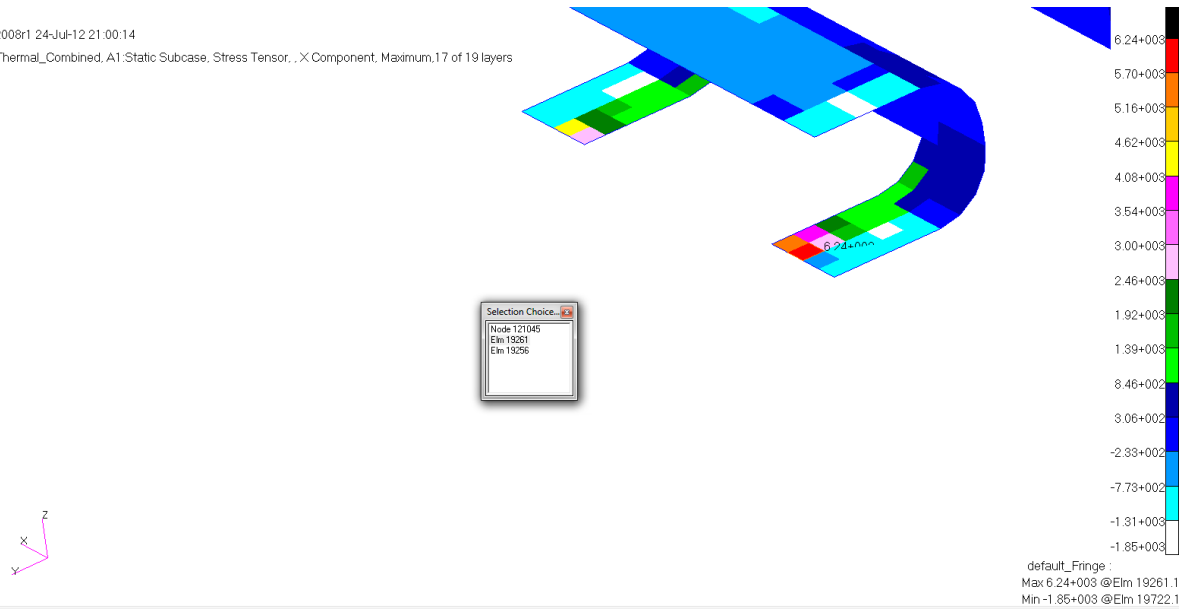 2008r1 24-Jul-12 21:00:14
Thermal_Combined, A1:Static Subcase, Stress Tensor, , X Component, Maximum,17 of 19 layers
6.24+003
5.70+003
5.16+003
4.62+003
4.08+003
3.54+003
3.00+003
2.46+003
1.92+003
1.39+003
8.46+002
3.06+002
-2.33+002
-7.73+002
-1.31+003
-1.85+003
Selection Choice...
Node 121045
Elm 19261
Elm 19256
Z
X
Y
default_Fringe :
Max 6.24+003 @Elm 19261.1
Min -1.85+003 @Elm 19722.1